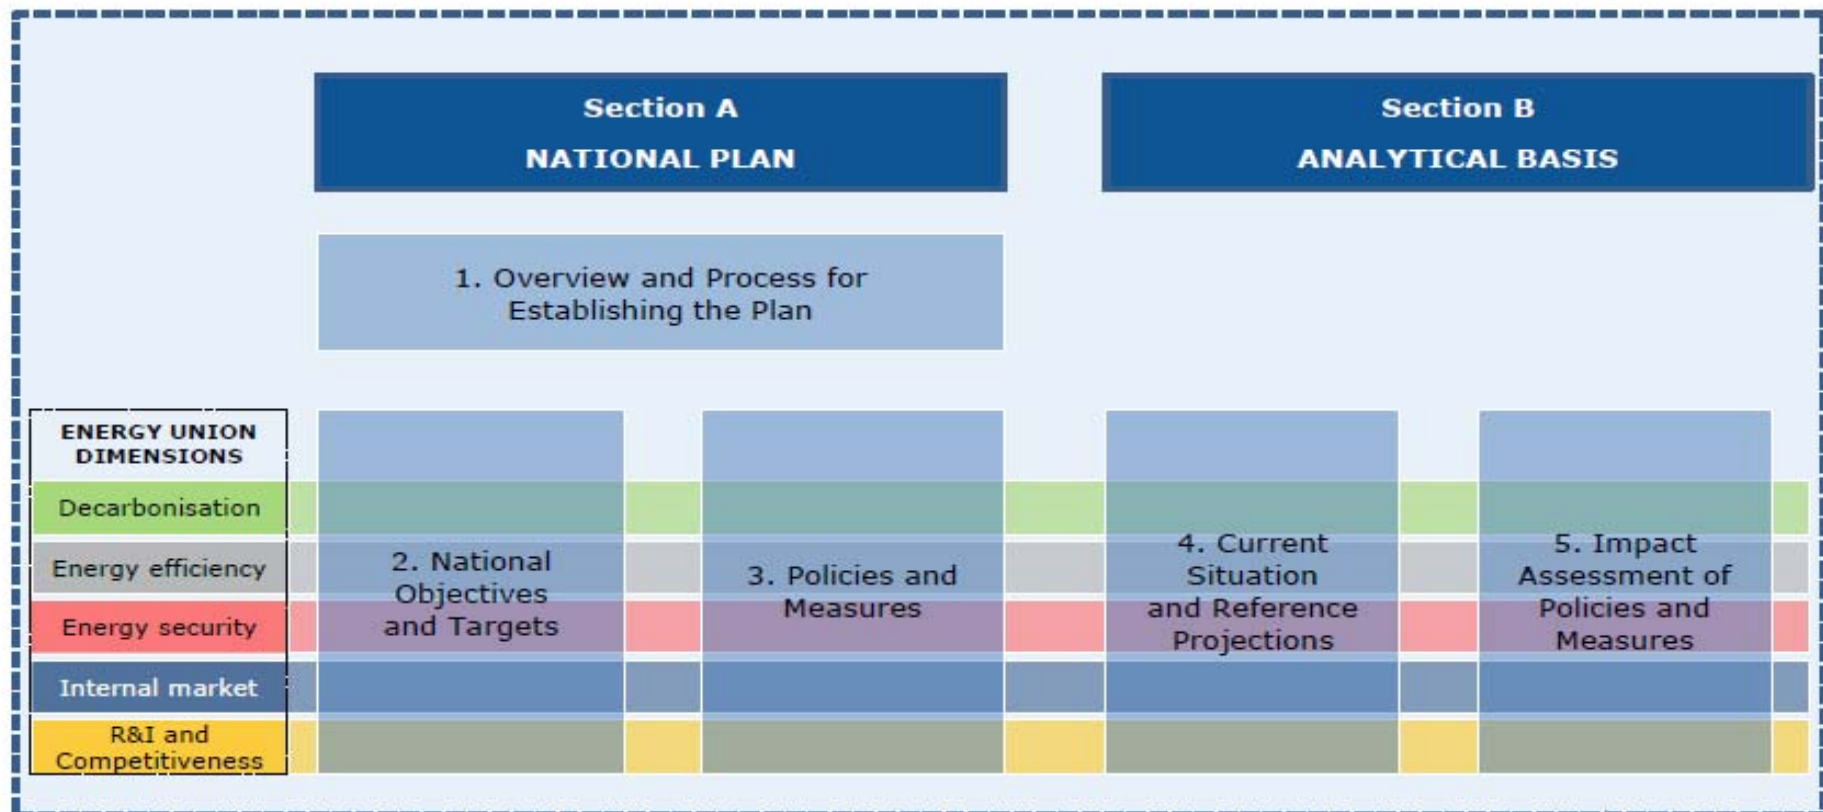 Section A
NATIONAL PLAN
Section B
ANALYTICAL BASIS
1. Overview and Process for
Establishing the Plan
ENERGY UNION
DIMENSIONS
Decarbonisation
Energy efficiency
Energy security
Internal market
R&I and
Competitiveness
2. National
Objectives
and Targets
3. Policies and
Measures
4. Current
Situation
and Reference
Projections
5. Impact
Assessment of
Policies and
Measures